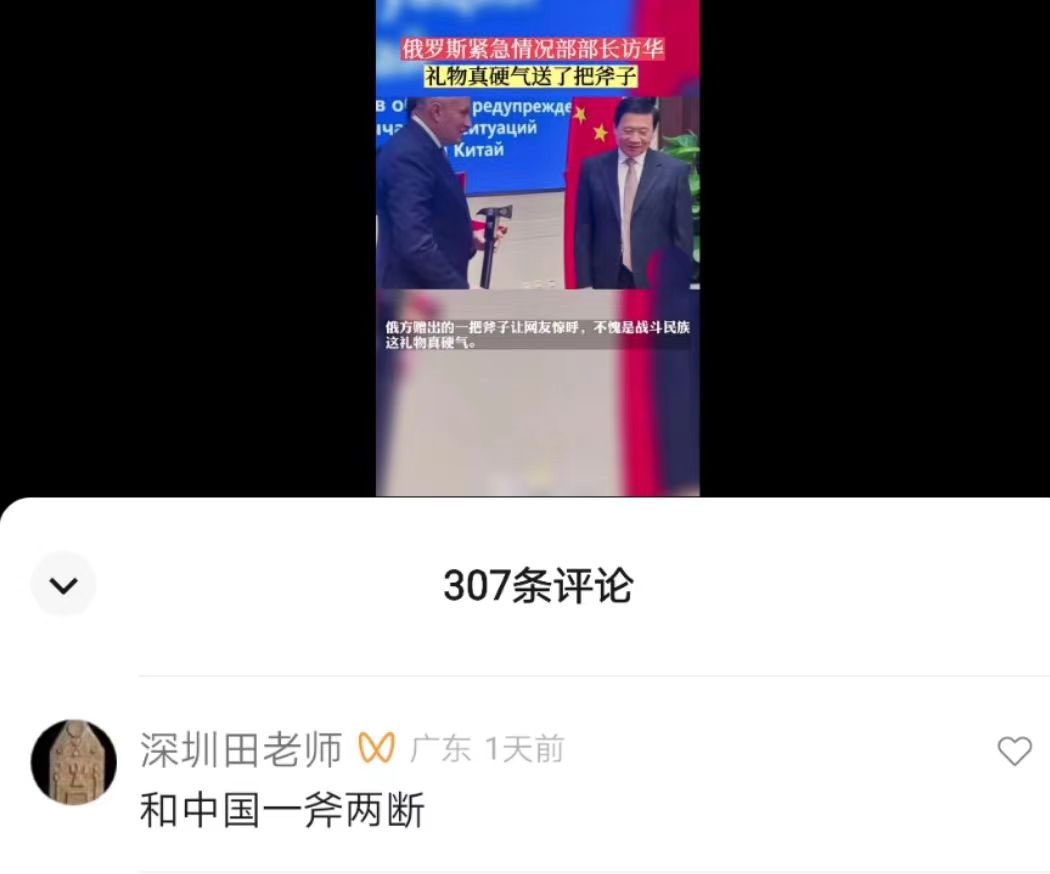 俄罗斯紧急情况部部长访华
礼物真硬气送了把斧子
в о редупрежде
ча итуаций
Китай
俄方赠出的一把斧子让网友惊呼，不愧是战斗民族
这礼物真硬气。
307条评论
深圳田老师 广东 1天前
和中国一斧两断